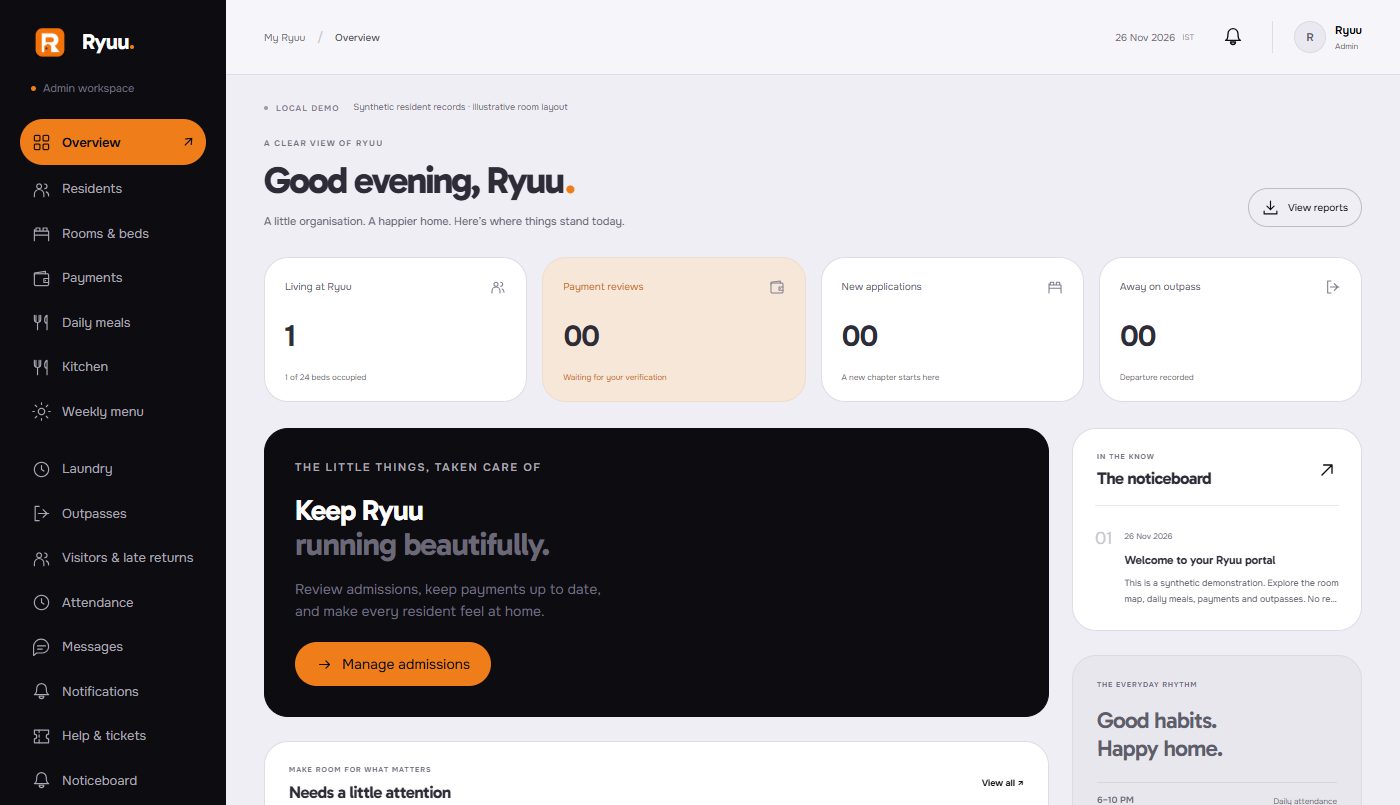 R Ryuu.
Admin workspace
Overview
Residents
Rooms & beds
Payments
Daily meals
Kitchen
Weekly menu
Laundry
Outpasses
Visitors & late returns
Attendance
Messages
Notifications
Help & tickets
Noticeboard
My Ryuu / Overview
26 Nov 2026 IST
R
Ryuu
Admin
LOCAL DEMO Synthetic resident records · Illustrative room layout
A CLEAR VIEW OF RYUU
Good evening, Ryuu.
A little organisation. A happier home. Here's where things stand today.
View reports
Living at Ryuu
1
1 of 24 beds occupied
Payment reviews
00
Waiting for your verification
New applications
00
A new chapter starts here
Away on outpass
00
Departure recorded
THE LITTLE THINGS, TAKEN CARE OF
Keep Ryuu
running beautifully.
Review admissions, keep payments up to date,
and make every resident feel at home.
Manage admissions
IN THE KNOW
The noticeboard
01
26 Nov 2026
Welcome to your Ryuu portal
This is a synthetic demonstration. Explore the room
map, daily meals, payments and outpasses. No re...
MAKE ROOM FOR WHAT MATTERS
Needs a little attention
View all
THE EVERYDAY RHYTHM
Good habits.
Happy home.
6–10 PM
Daily attendance